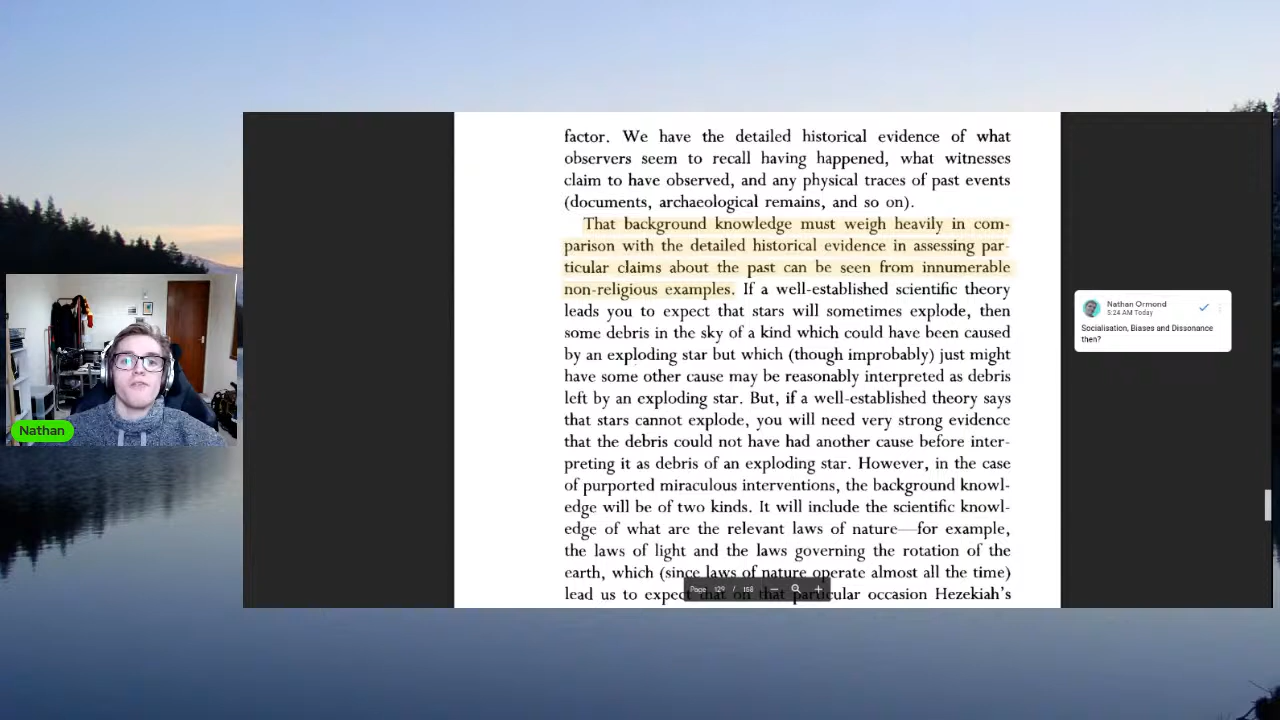 factor. We have the detailed historical evidence of what
observers seem to recall having happened, what witnesses
claim to have observed, and any physical traces of past events
(documents, archaeological remains, and so on).
That background knowledge must weigh heavily in com-
parison with the detailed historical evidence in assessing par-
ticular claims about the past can be seen from innumerable
non-religious examples. If a well-established scientific theory
leads you to expect that stars will sometimes explode, then
some debris in the sky of a kind which could have been caused
by an exploding star but which (though improbably) just might
have some other cause may be reasonably interpreted as debris
left by an exploding star. But, if a well-established theory says
that stars cannot explode, you will need very strong evidence
that the debris could not have had another cause before inter-
preting it as debris of an exploding star. However, in the case
of purported miraculous interventions, the background knowl-
edge will be of two kinds. It will include the scientific knowl-
edge of what are the relevant laws of nature—for example,
the laws of light and the laws governing the rotation of the
earth, which (since laws of nature operate almost all the time)
lead us to expect that on that particular occasion Hezekiah's
Page 129 / 158
Nathan Ormond
5:24 AM Today
Socialisation, Biases and Dissonance
then?
Nathan